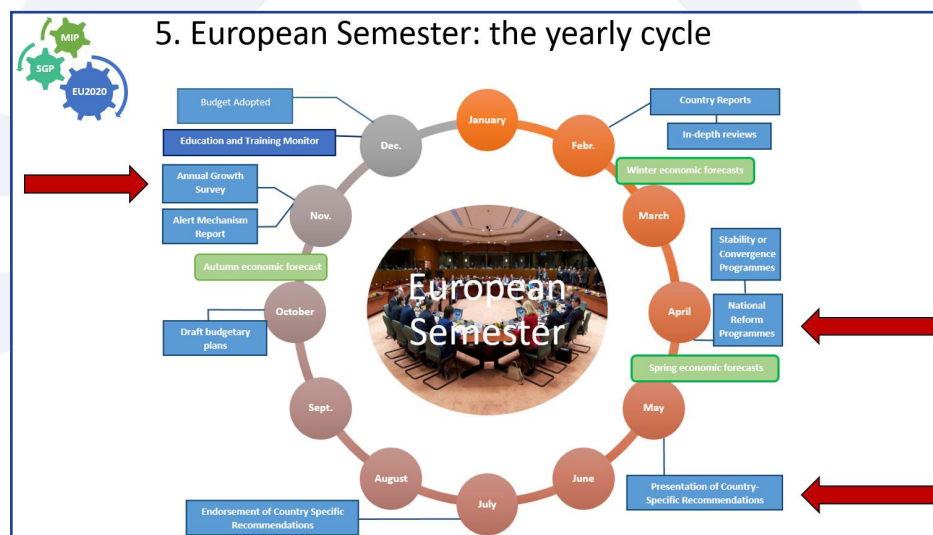 5. European Semester: the yearly cycle
MIP
SGP
EU2020
Budget Adopted
Education and Training Monitor
Annual Growth
Survey
Alert Mechanism
Report
Autumn economic forecast
Draft budgetary
plans
Endorsement of Country Specific
Recommendations
January
Febr.
March
April
May
June
July
August
Sept.
October
Nov.
Dec.
European
Semester
Country Reports
In-depth reviews
Winter economic forecasts
Stability or
Convergence
Programmes
National
Reform
Programmes
Spring economic forecasts
Presentation of Country-
Specific Recommendations